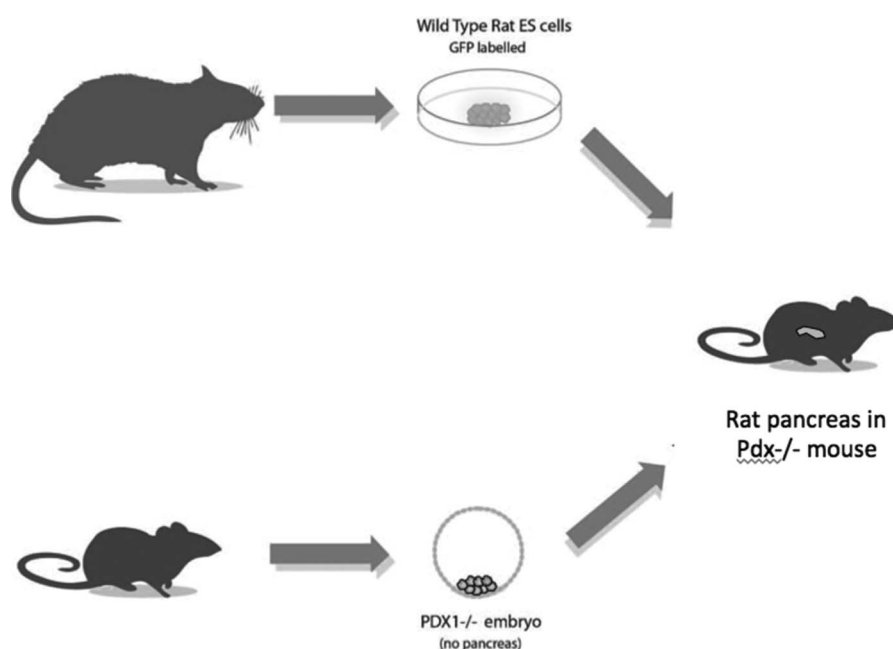 Wild Type Rat ES cells
GFP labelled
Rat pancreas in
Pdx-/- mouse
PDX1-/- embryo
(no pancreas)